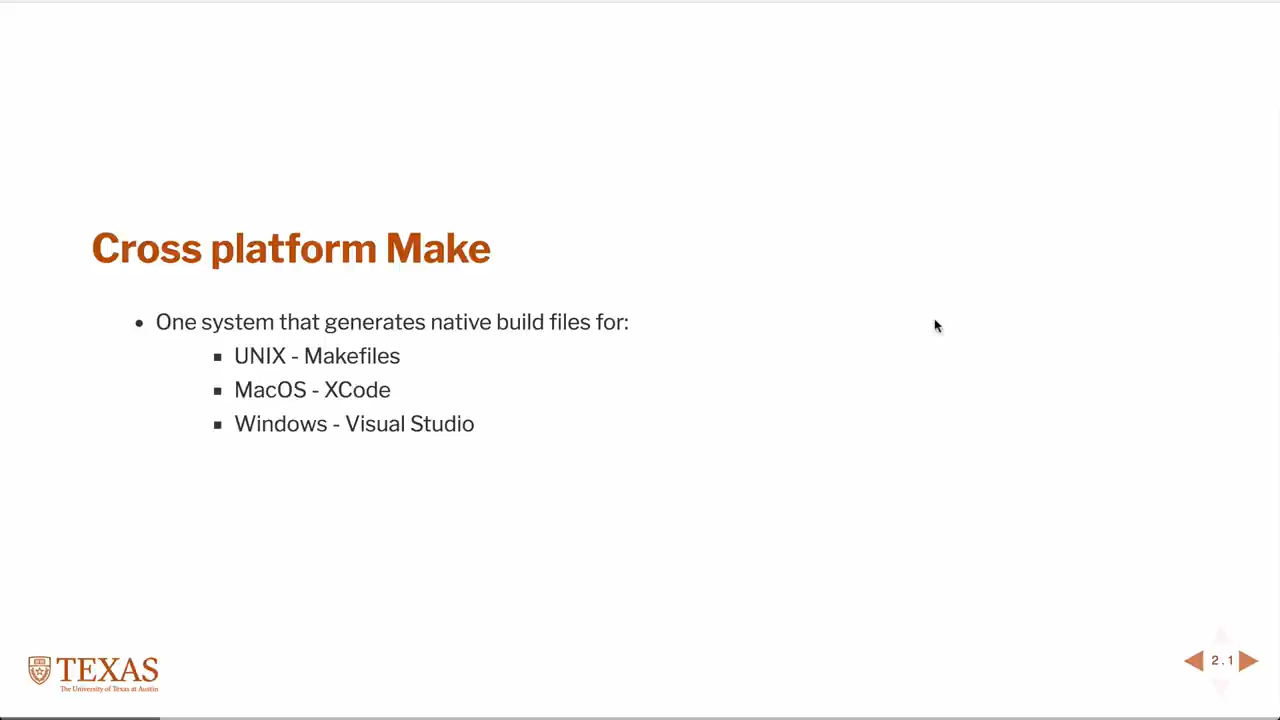 Cross platform Make
• One system that generates native build files for:
▪ UNIX - Makefiles
▪ MacOS - XCode
▪ Windows - Visual Studio
TEXAS
The University of Texas at Austin
2.1